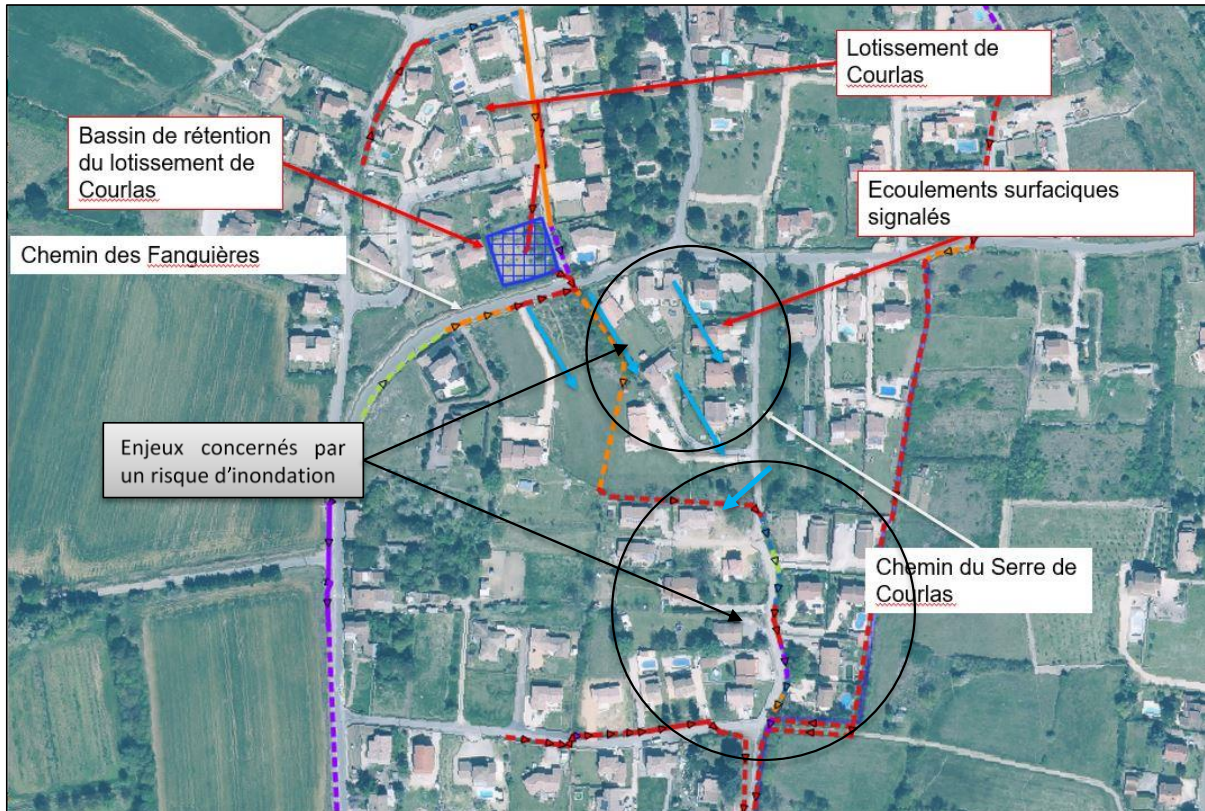 Lotissement de
Courlas
Bassin de rétention
du lotissement de
Courlas
Ecoulements surfaciques
signalés
Chemin des Fanguières
Enjeux concernés par
un risque d'inondation
Chemin du Serre de
Courlas